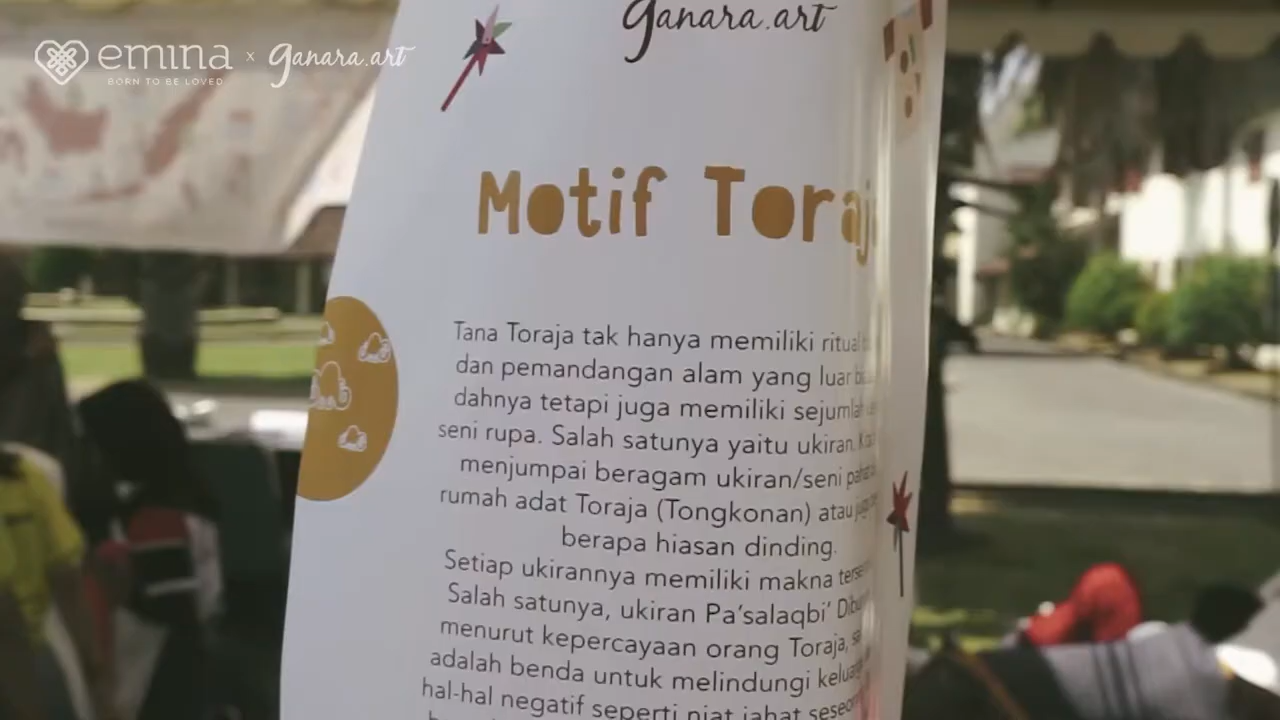 emina x ganara.art
BORN TO BE LOVED
ganara.art
Motif Toraj
Tana Toraja tak hanya memiliki ritual
dan pemandangan alam yang luar
dahnya tetapi juga memiliki sejumlah
seni rupa. Salah satunya yaitu ukiran.
menjumpai beragam ukiran/seni
rumah adat Toraja (Tongkonan) atau
berapa hiasan dinding.
Setiap ukirannya memiliki makna
Salah satunya, ukiran Pa'salaqbi'
menurut kepercayaan orang Toraja,
adalah benda untuk melindungi
hal-hal negatif seperti niat jahat